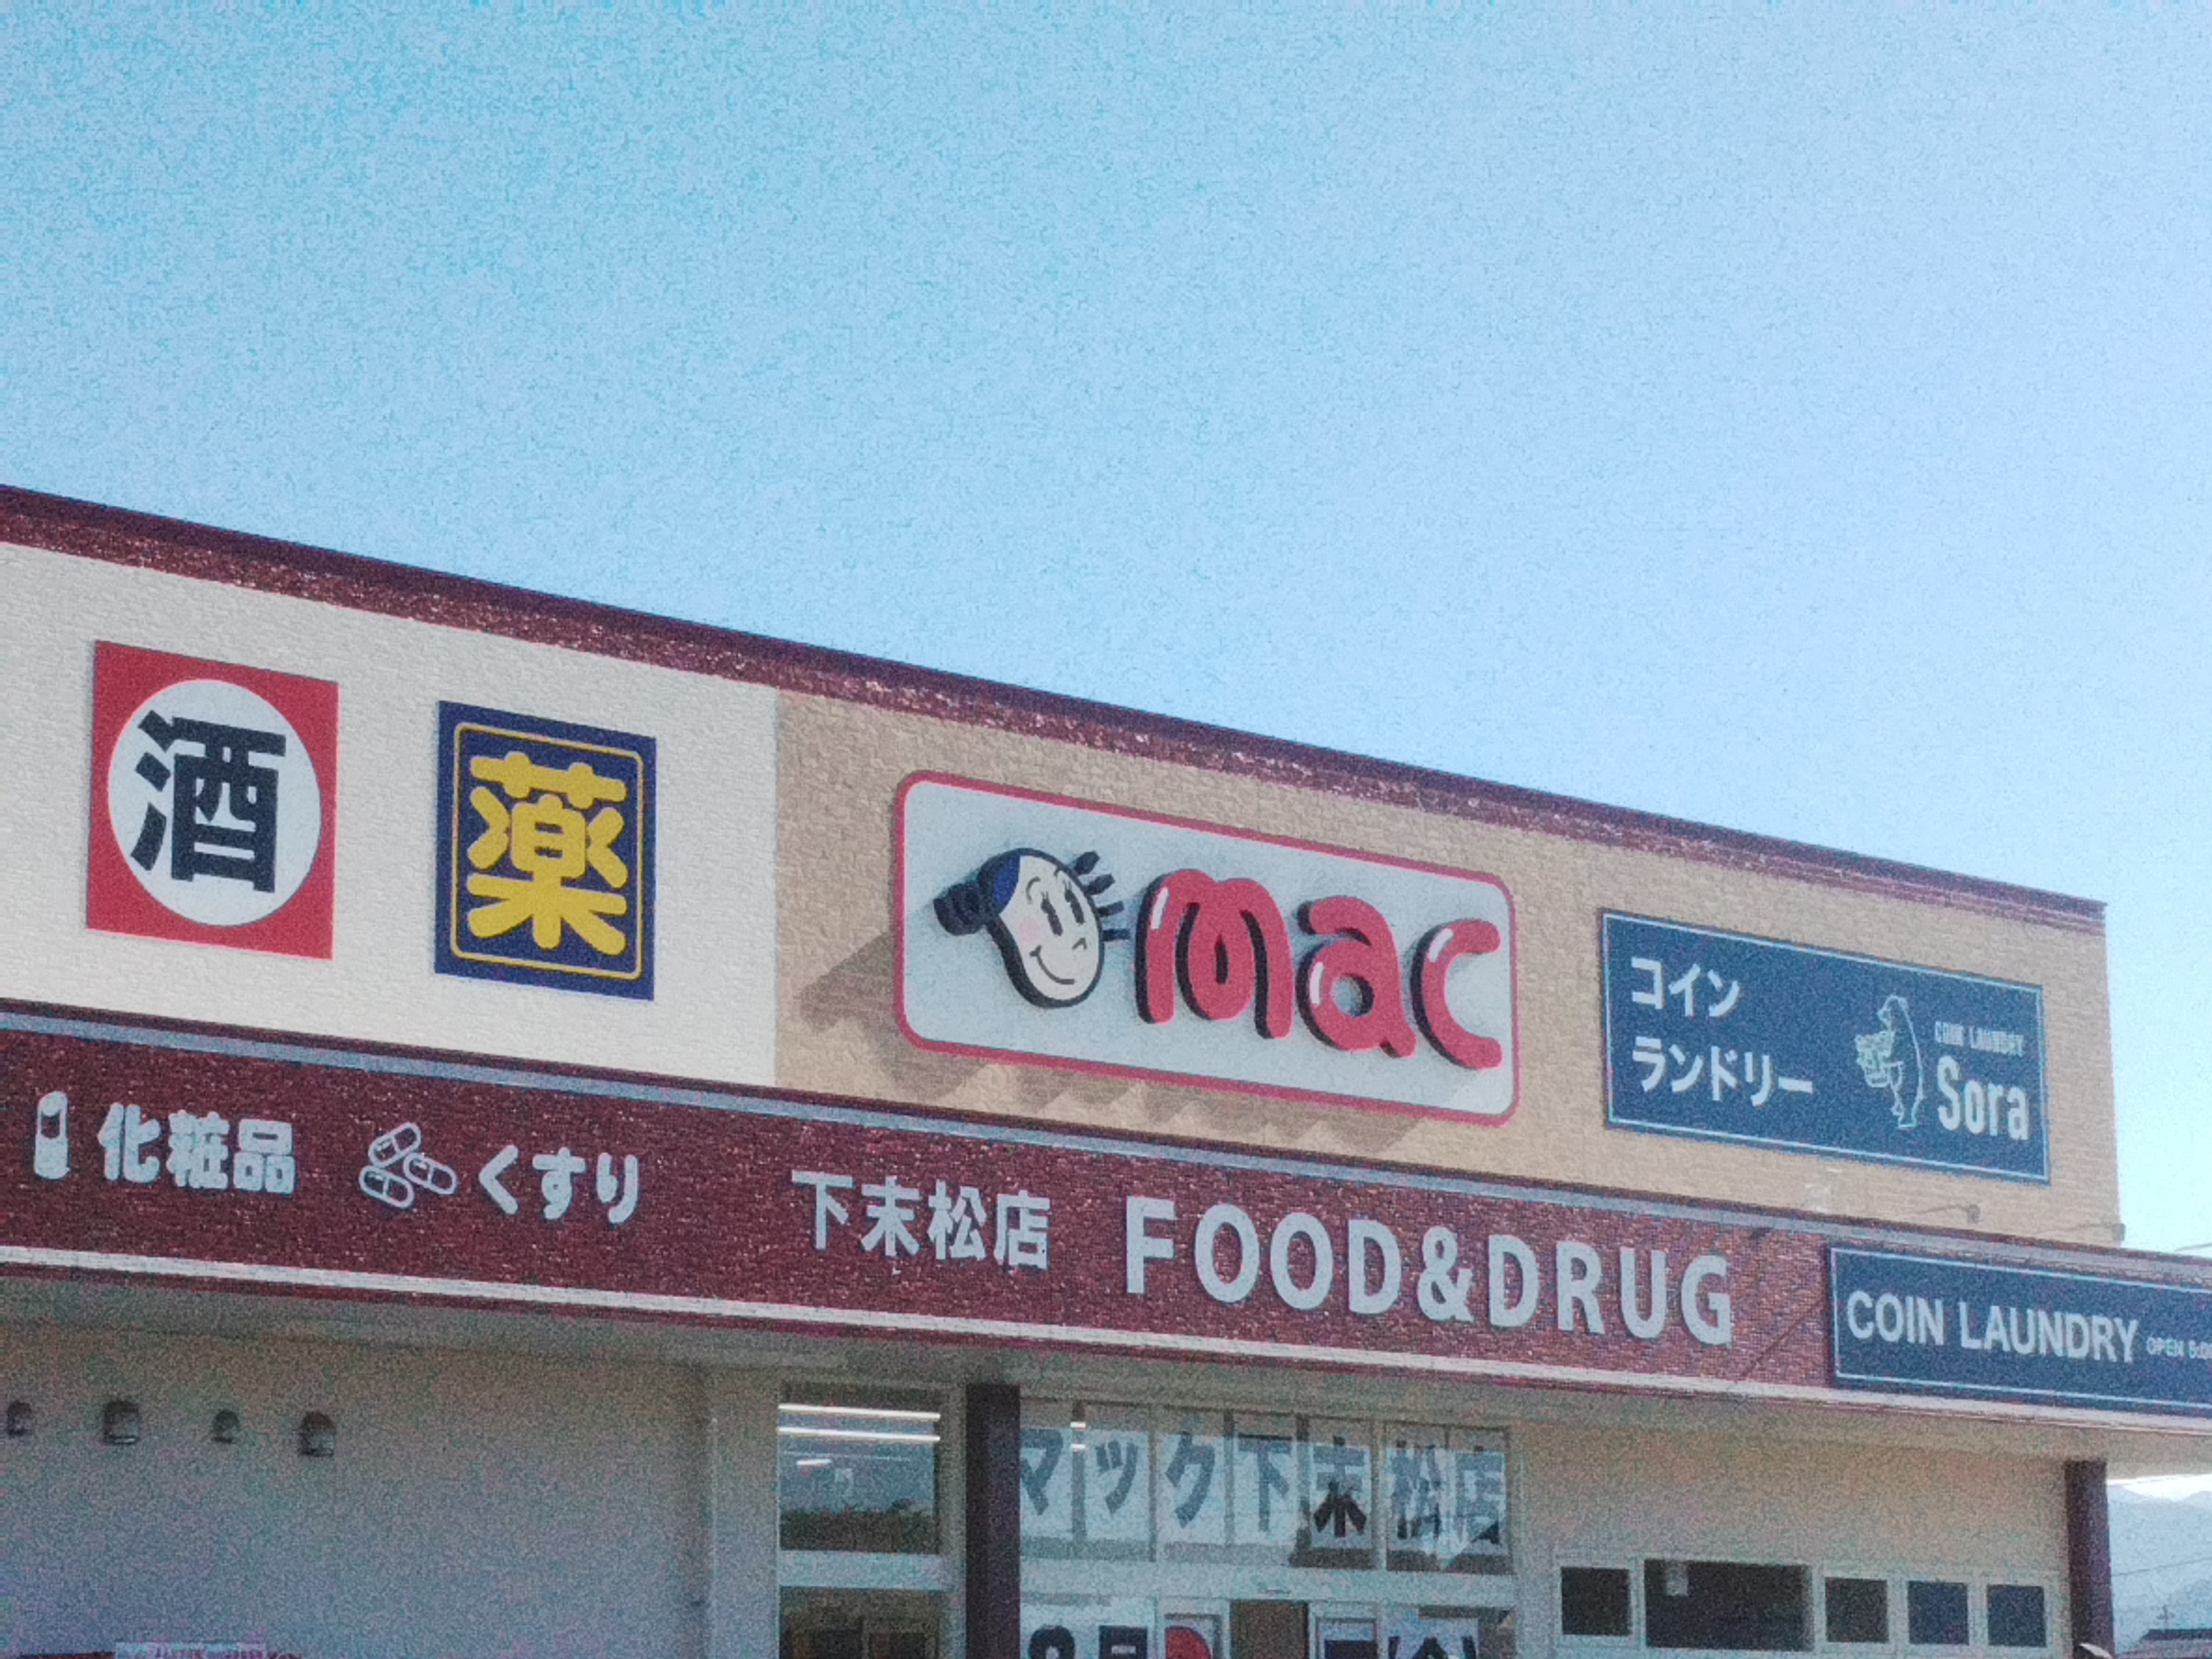 酒
薬
mac
コイン
ランドリー
COIN LAUNDRY
Sora
化粧品
くすり
下末松店
FOOD&DRUG
COIN LAUNDRY
OPEN
マック下末松店